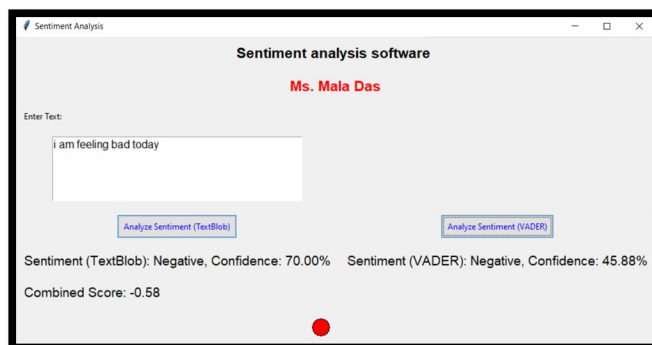 Sentiment Analysis
Sentiment analysis software
Ms. Mala Das
Enter Text:
i am feeling bad today
Analyze Sentiment (TextBlob)
Analyze Sentiment (VADER)
Sentiment (TextBlob): Negative, Confidence: 70.00%
Sentiment (VADER): Negative, Confidence: 45.88%
Combined Score: -0.58